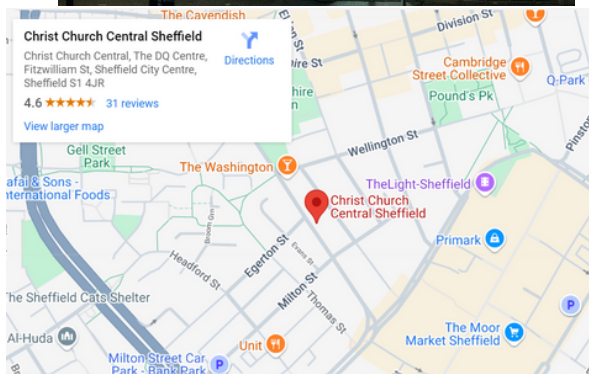 The Cavendish
Christ Church Central Sheffield
Christ Church Central, The DQ Centre,
Fitzwilliam St, Sheffield City Centre,
Sheffield S1 4JR
4.6
31 reviews
View larger map
Directions
Division St
Cambridge
Street Collective
Q-Park
Pound's Pk
Gell Street
Park
Wellington St
The Washington
TheLight-Sheffield
International Foods
Christ Church
Central Sheffield
Primark
Broom Grn
Egerton St
Evans St
Headford St
Milton St
Thomas St
The Sheffield Cats Shelter
P
Al-Huda
Unit
The Moor
Market Sheffield
Milton Street Car
Park - Bank Park
P